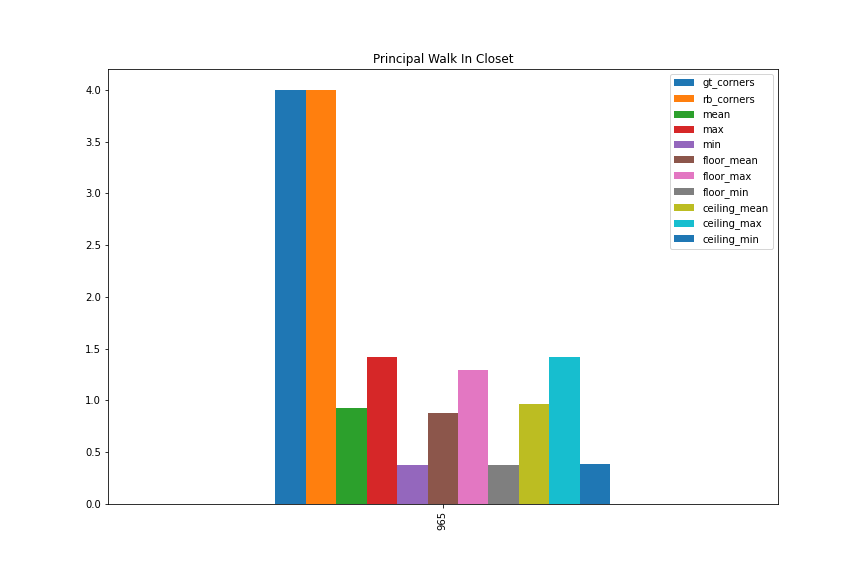 Principal Walk In Closet
gt_corners
rb_corners
mean
max
min
floor_mean
floor_max
floor_min
ceiling_mean
ceiling_max
ceiling_min
4.0
3.5
3.0
2.5
2.0
1.5
1.0
0.5
0.0
965